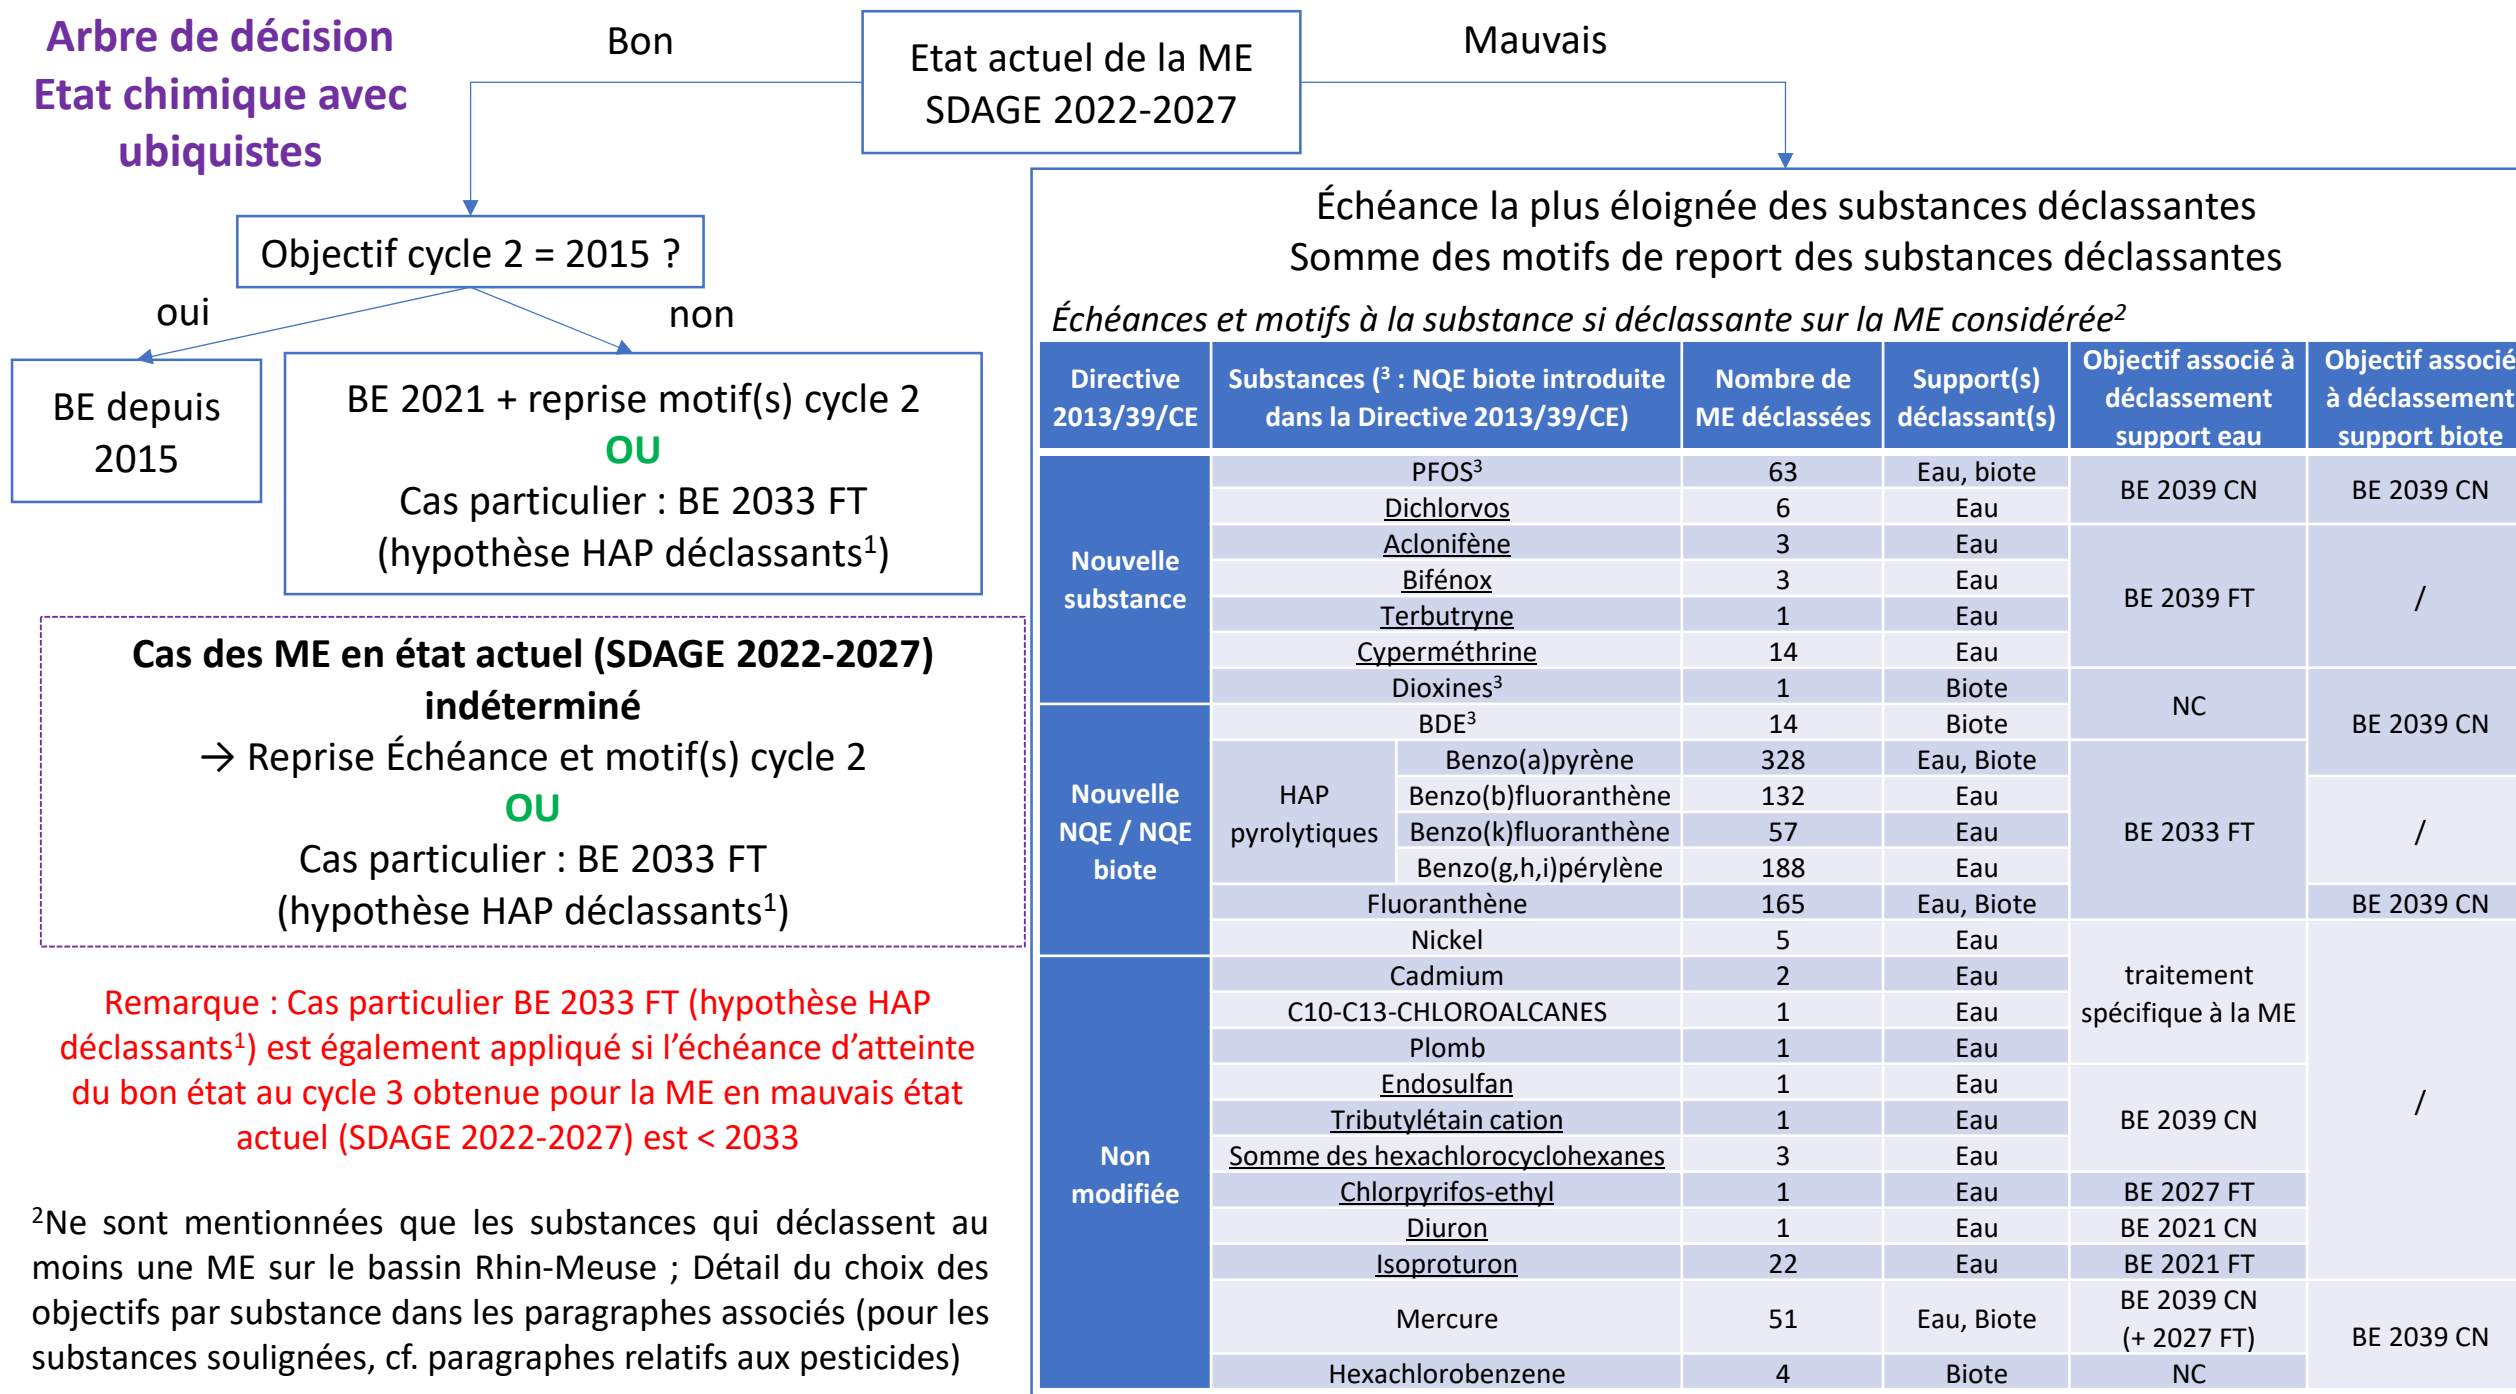 Arbre de décision
Etat chimique avec
ubiquistes
Bon
Etat actuel de la ME
SDAGE 2022-2027
Mauvais
Objectif cycle 2 = 2015 ?
oui
non
BE depuis
2015
BE 2021 + reprise motif(s) cycle 2
OU
Cas particulier : BE 2033 FT
(hypothèse HAP déclassants¹)
Cas des ME en état actuel (SDAGE 2022-2027)
indéterminé
→ Reprise Échéance et motif(s) cycle 2
OU
Cas particulier : BE 2033 FT
(hypothèse HAP déclassants¹)
Remarque : Cas particulier BE 2033 FT (hypothèse HAP
déclassants¹) est également appliqué si l'échéance d'atteinte
du bon état au cycle 3 obtenue pour la ME en mauvais état
actuel (SDAGE 2022-2027) est < 2033
²Ne sont mentionnées que les substances qui déclassent au
moins une ME sur le bassin Rhin-Meuse ; Détail du choix des
objectifs par substance dans les paragraphes associés (pour les
substances soulignées, cf. paragraphes relatifs aux pesticides)
Échéance la plus éloignée des substances déclassantes
Somme des motifs de report des substances déclassantes
Échéances et motifs à la substance si déclassante sur la ME considérée²
Directive
2013/39/CE
Substances (³ : NQE biote introduite
dans la Directive 2013/39/CE)
Nombre de
ME déclassées
Support(s)
déclassant(s)
Objectif associé à
déclassement
support eau
Objectif associé
à déclassement
support biote
Nouvelle
substance
PFOS³ 63 Eau, biote
BE 2039 CN
BE 2039 CN
Dichlorvos 6 Eau
Aclonifène 3 Eau
Bifénox 3 Eau
BE 2039 FT
/
Terbutryne 1 Eau
Cyperméthrine 14 Eau
Dioxines³ 1 Biote
NC
BE 2039 CN
Nouvelle
NQE / NQE
biote
BDE³ 14 Biote
HAP
pyrolytiques
Benzo(a)pyrène 328 Eau, Biote
Benzo(b)fluoranthène 132 Eau
BE 2033 FT
/
Benzo(k)fluoranthène 57 Eau
Benzo(g,h,i)pérylène 188 Eau
Fluoranthène 165 Eau, Biote BE 2039 CN
Nickel 5 Eau
traitement
spécifique à la ME
/
Non
modifiée
Cadmium 2 Eau
C10-C13-CHLOROALCANES 1 Eau
Plomb 1 Eau
Endosulfan 1 Eau
BE 2039 CN
Tributylétain cation 1 Eau
Somme des hexachlorocyclohexanes 3 Eau
Chlorpyrifos-ethyl 1 Eau BE 2027 FT
Diuron 1 Eau BE 2021 CN
Isoproturon 22 Eau BE 2021 FT
Mercure 51 Eau, Biote
BE 2039 CN
(+ 2027 FT)
BE 2039 CN
Hexachlorobenzene 4 Biote NC